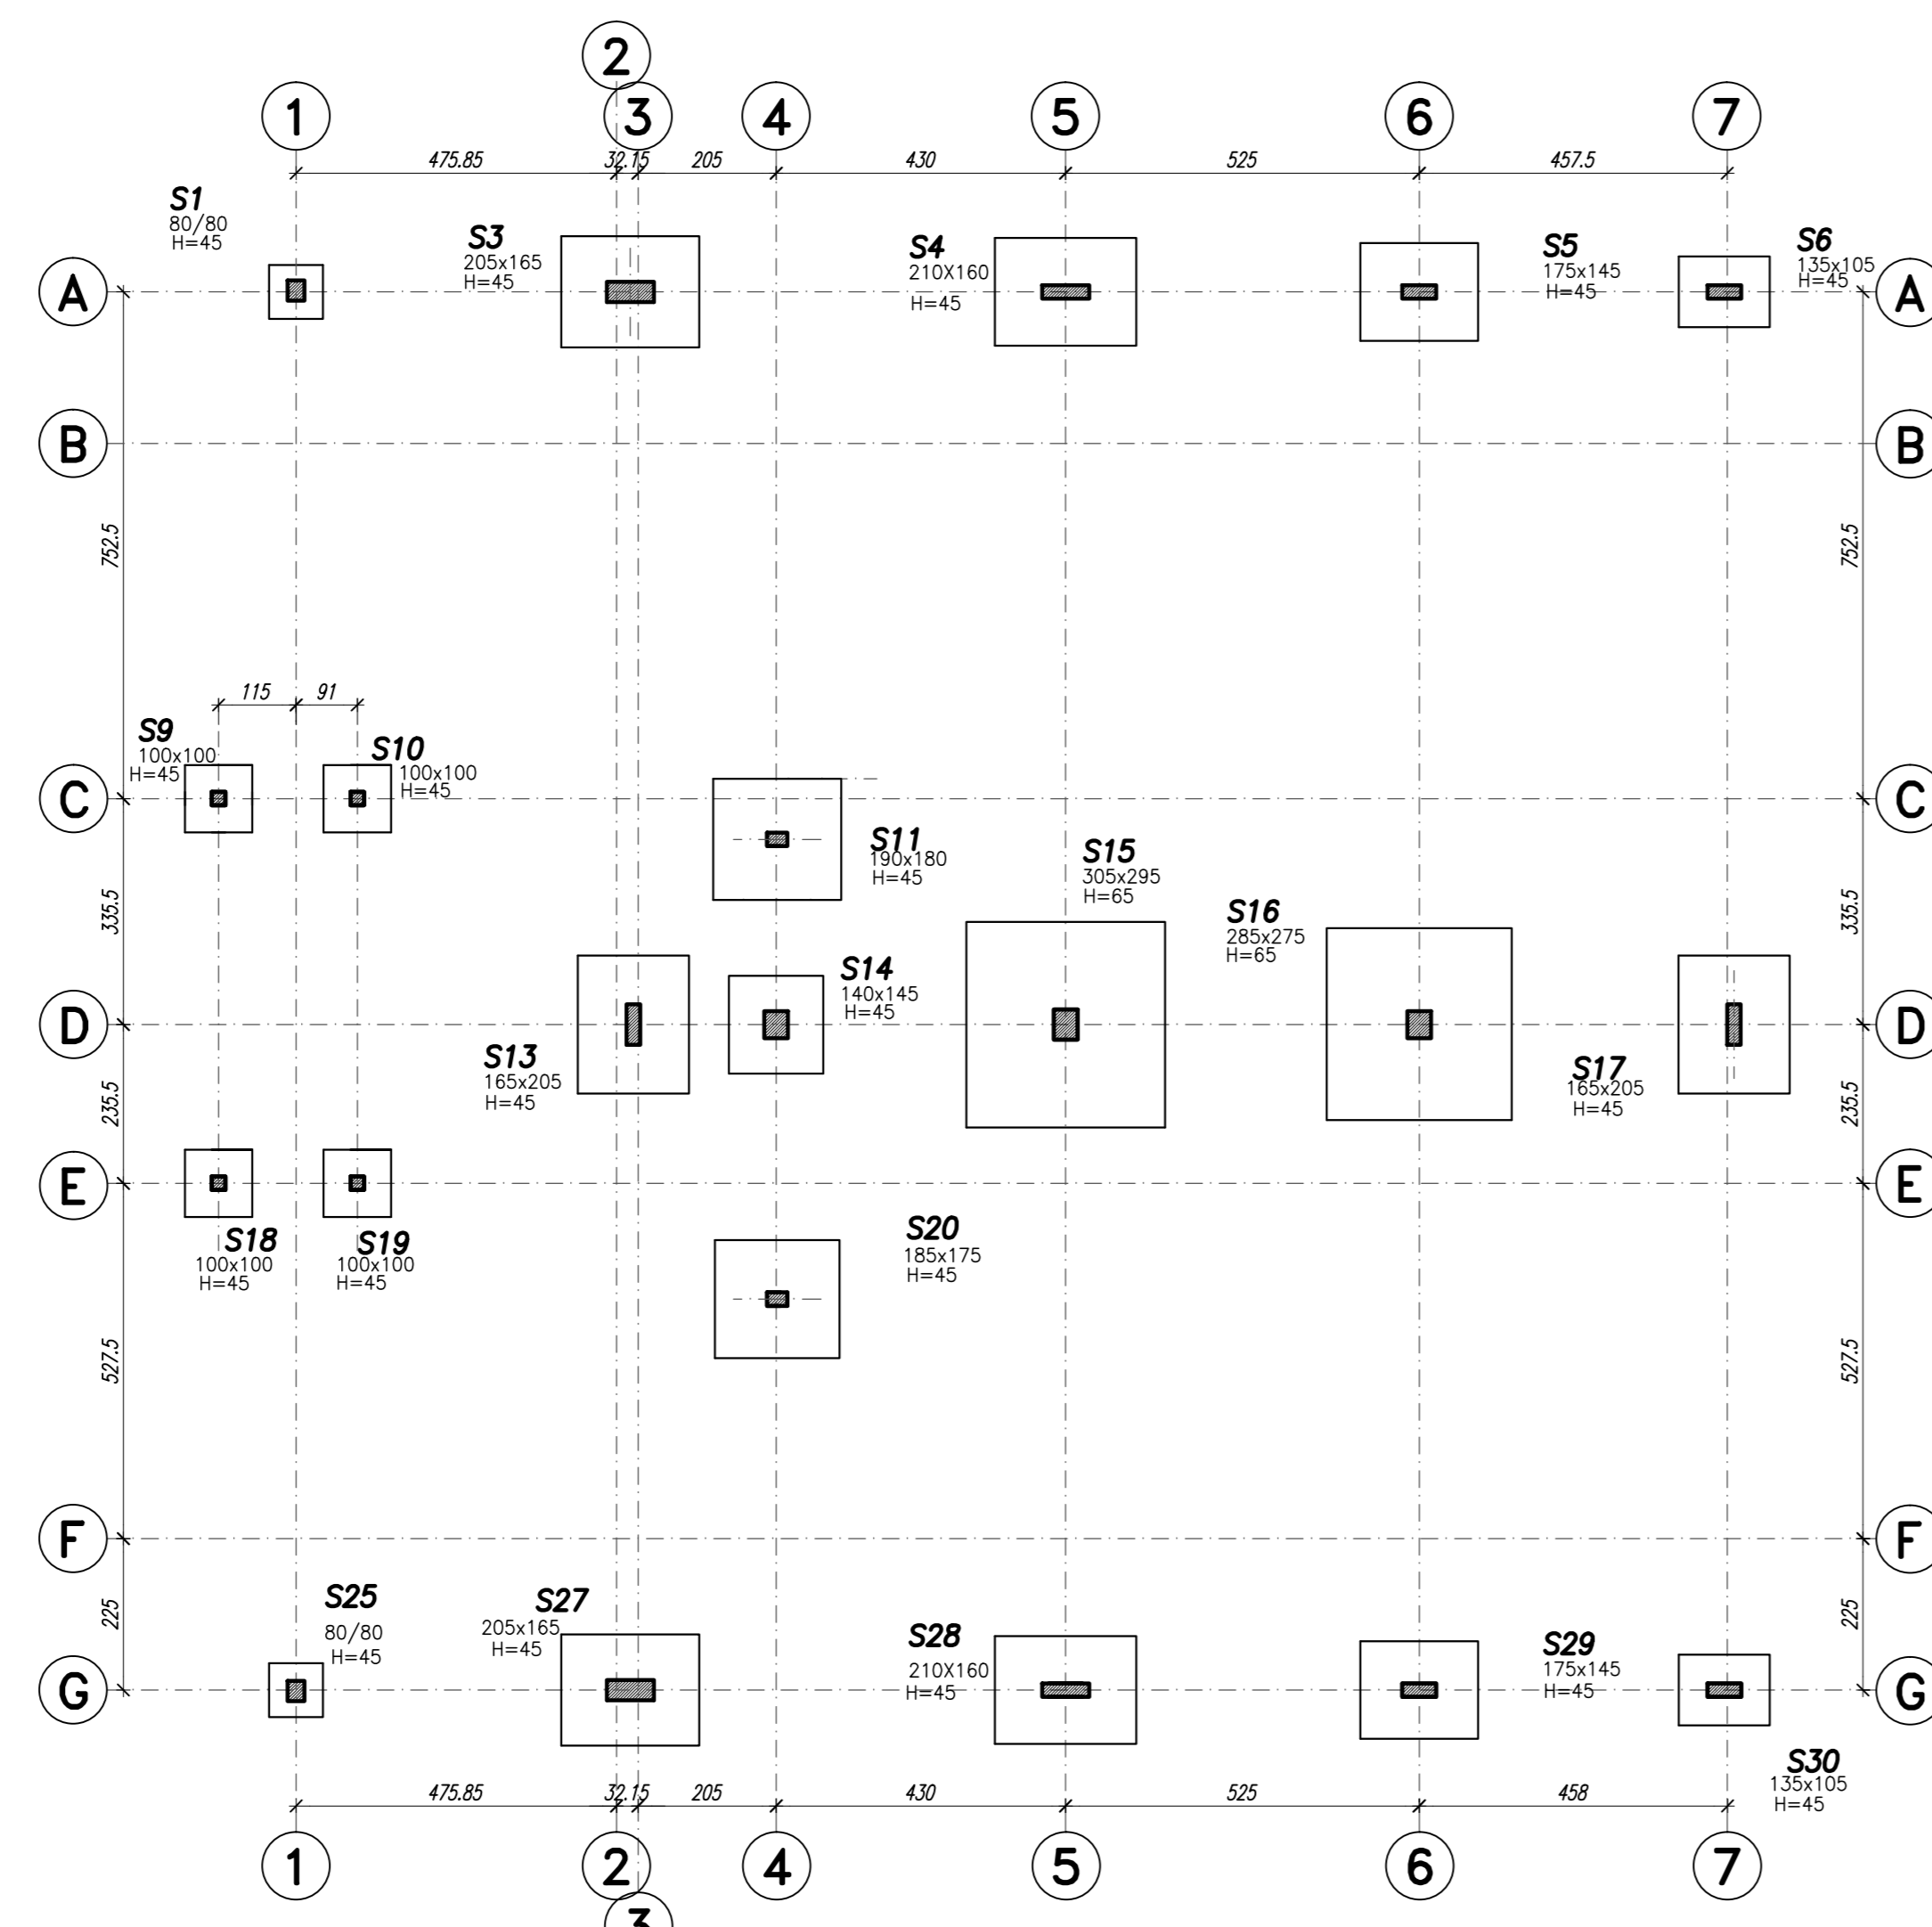 2
1
3
4
5
6
7
475.85
32.15
205
430
525
457.5
S1
80/80
H=45
S3
205x165
H=45
S4
210X160
H=45
S5
175x145
H=45
S6
135x105
H=45
A
A
B
B
752.5
752.5
115
91
S9
100x100
H=45
S10
100x100
H=45
C
C
S11
190x180
H=45
S15
305x295
H=65
S16
285x275
H=65
335.5
335.5
S14
140x145
H=45
D
D
S13
165x205
H=45
S17
165x205
H=45
235.5
235.5
E
E
S18
100x100
H=45
S19
100x100
H=45
S20
185x175
H=45
527.5
527.5
F
F
225
225
S25
80/80
H=45
S27
205x165
H=45
S28
210X160
H=45
S29
175x145
H=45
G
G
S30
135x105
H=45
475.85
32.15
205
430
525
458
1
2
4
5
6
7
3